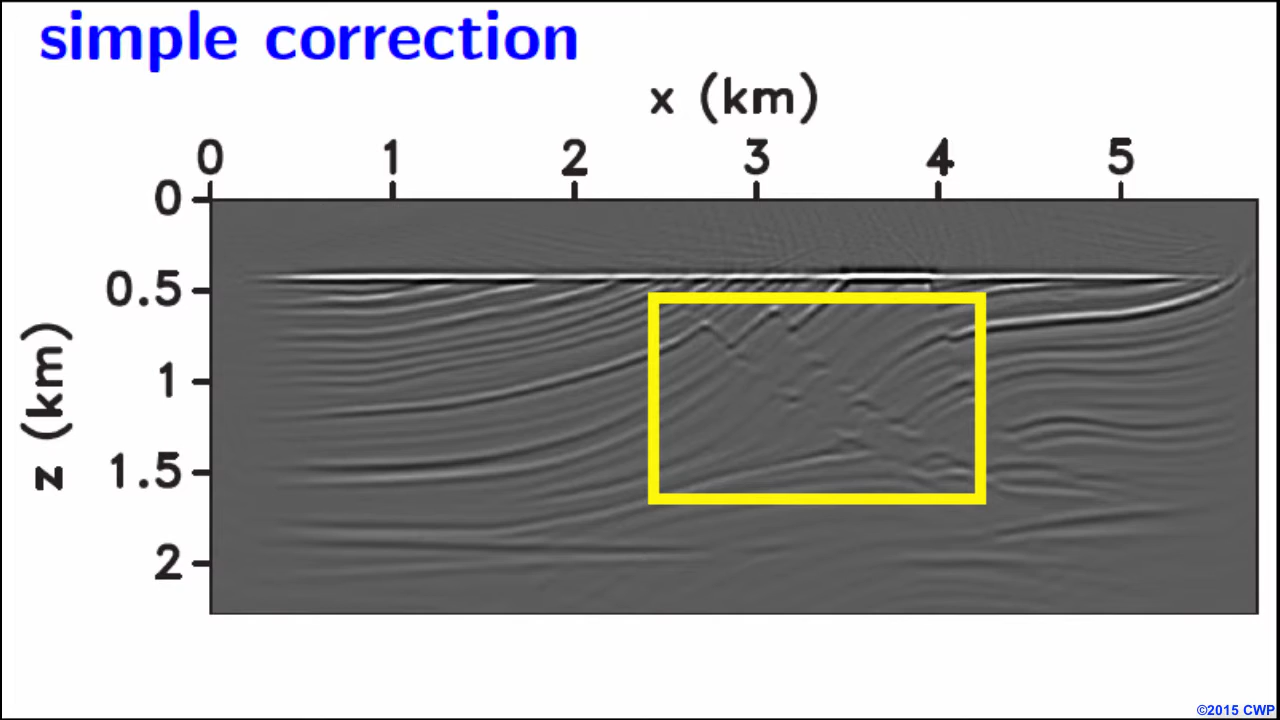 simple correction
x (km)
0 1 2 3 4 5
0
0.5
1
1.5
2
z (km)
©2015 CWP